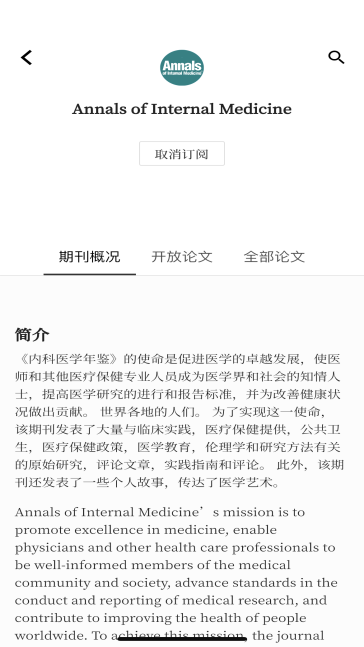 Annals
of Internal Medicine
Annals of Internal Medicine
取消订阅
期刊概况 开放论文 全部论文
简介
《内科医学年鉴》的使命是促进医学的卓越发展，使医
师和其他医疗保健专业人员成为医学界和社会的知情人
士，提高医学研究的进行和报告标准，并为改善健康状
况做出贡献。 世界各地的人们。 为了实现这一使命，
该期刊发表了大量与临床实践，医疗保健提供，公共卫
生，医疗保健政策，医学教育，伦理学和研究方法有关
的原始研究，评论文章，实践指南和评论。 此外，该期
刊还发表了一些个人故事，传达了医学艺术。
Annals of Internal Medicine’s mission is to
promote excellence in medicine, enable
physicians and other health care professionals to
be well-informed members of the medical
community and society, advance standards in the
conduct and reporting of medical research, and
contribute to improving the health of people
worldwide. To achieve this mission, the journal